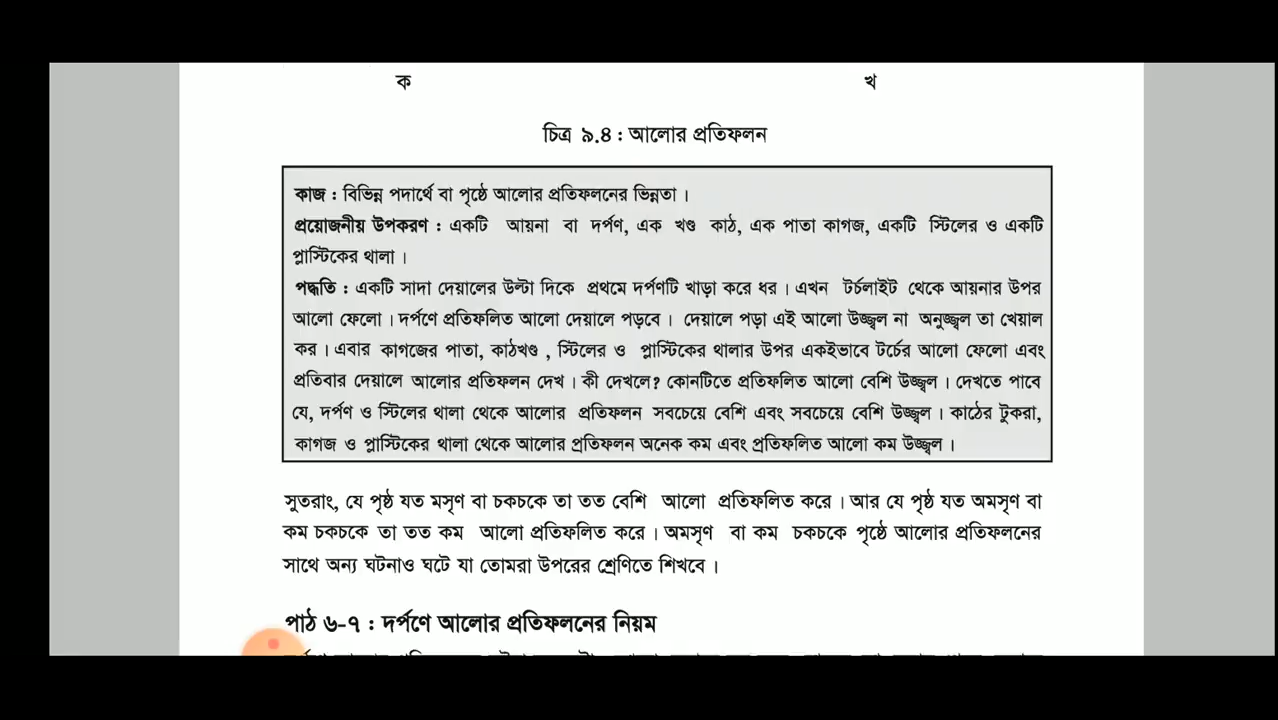 ক খ
চিত্র ৯.৪ : আলোর প্রতিফলন
কাজ : বিভিন্ন পদার্থে বা পৃষ্ঠে আলোর প্রতিফলনের ভিন্নতা ।
প্রয়োজনীয় উপকরণ : একটি আয়না বা দর্পণ, এক খণ্ড কাঠ, এক পাতা কাগজ, একটি স্টিলের ও একটি
প্লাস্টিকের থালা ।
পদ্ধতি : একটি সাদা দেয়ালের উল্টা দিকে প্রথমে দর্পণটি খাড়া করে ধর । এখন টর্চলাইট থেকে আয়নার উপর
আলো ফেলো । দর্পণে প্রতিফলিত আলো দেয়ালে পড়বে । দেয়ালে পড়া এই আলো উজ্জ্বল না অনুজ্জ্বল তা খেয়াল
কর । এবার কাগজের পাতা, কাঠখণ্ড , স্টিলের ও প্লাস্টিকের থালার উপর একইভাবে টর্চের আলো ফেলো এবং
প্রতিবার দেয়ালে আলোর প্রতিফলন দেখ । কী দেখলে? কোনটিতে প্রতিফলিত আলো বেশি উজ্জ্বল । দেখতে পাবে
যে, দর্পণ ও স্টিলের থালা থেকে আলোর প্রতিফলন সবচেয়ে বেশি এবং সবচেয়ে বেশি উজ্জ্বল । কাঠের টুকরা,
কাগজ ও প্লাস্টিকের থালা থেকে আলোর প্রতিফলন অনেক কম এবং প্রতিফলিত আলো কম উজ্জ্বল ।
সুতরাং, যে পৃষ্ঠ যত মসৃণ বা চকচকে তা তত বেশি আলো প্রতিফলিত করে । আর যে পৃষ্ঠ যত অমসৃণ বা
কম চকচকে তা তত কম আলো প্রতিফলিত করে । অমসৃণ বা কম চকচকে পৃষ্ঠে আলোর প্রতিফলনের
সাথে অন্য ঘটনাও ঘটে যা তোমরা উপরের শ্রেণিতে শিখবে ।
পাঠ ৬-৭ : দর্পণে আলোর প্রতিফলনের নিয়ম